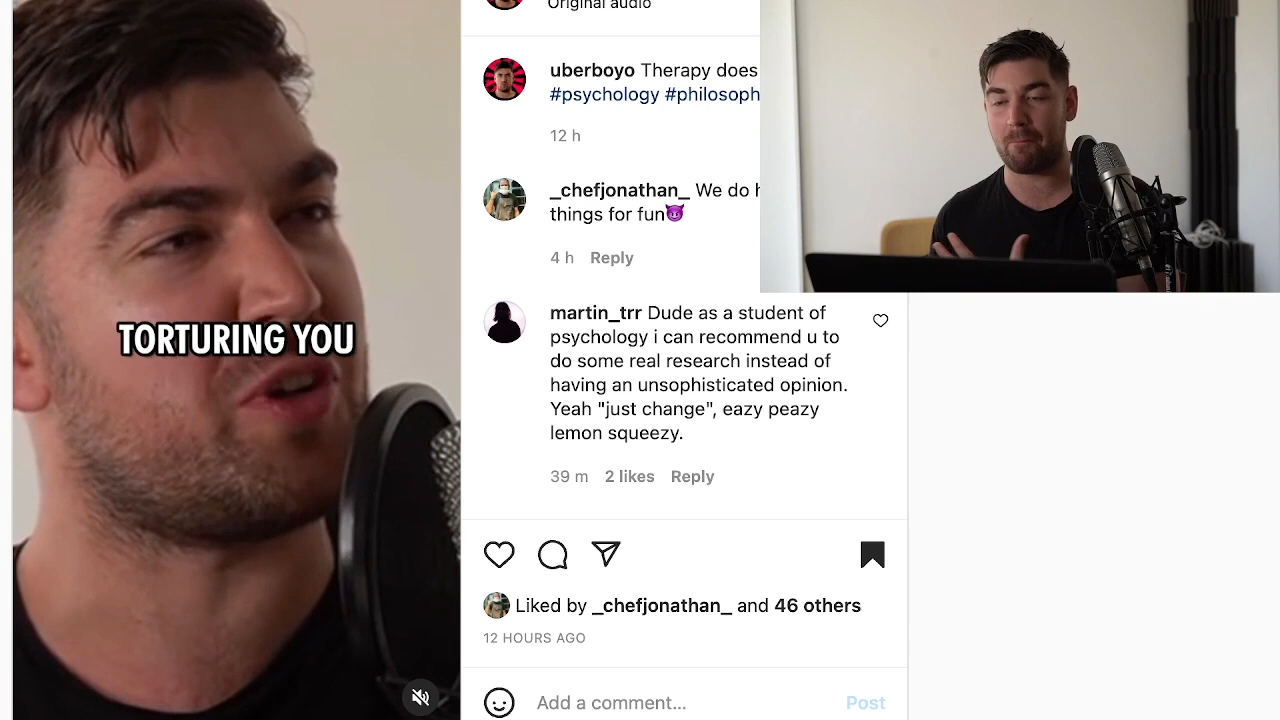 TORTURING YOU
Original audio
uberboyo Therapy does
#psychology #philosoph
12 h
_chefjonathan_ We do h
things for fun😈
4 h Reply
martin_trr Dude as a student of
psychology i can recommend u to
do some real research instead of
having an unsophisticated opinion.
Yeah "just change", eazy peazy
lemon squeezy.
39 m 2 likes Reply
Liked by _chefjonathan_ and 46 others
12 HOURS AGO
Add a comment... Post